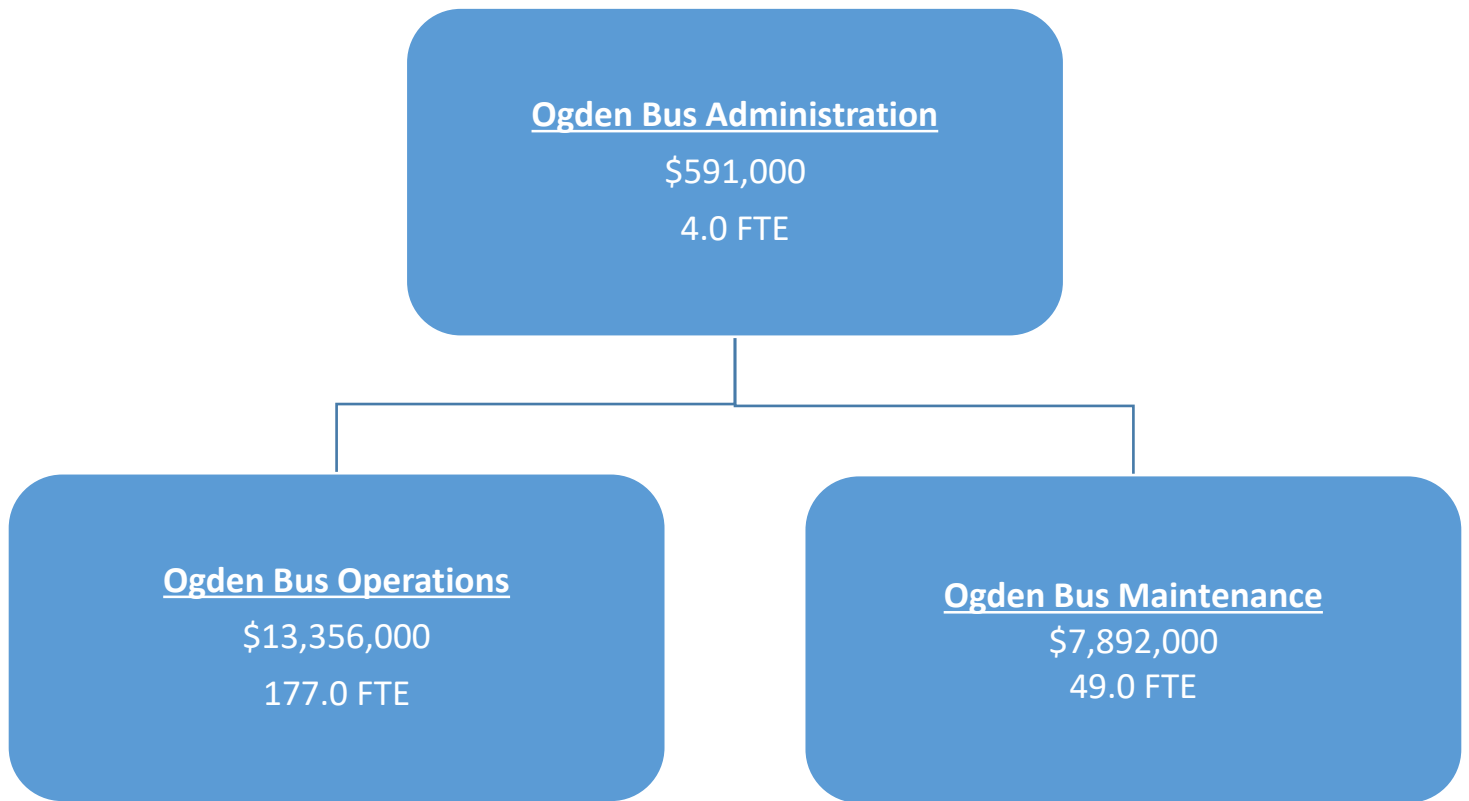 Ogden Bus Administration
$591,000
4.0 FTE
Ogden Bus Operations
$13,356,000
177.0 FTE
Ogden Bus Maintenance
$7,892,000
49.0 FTE